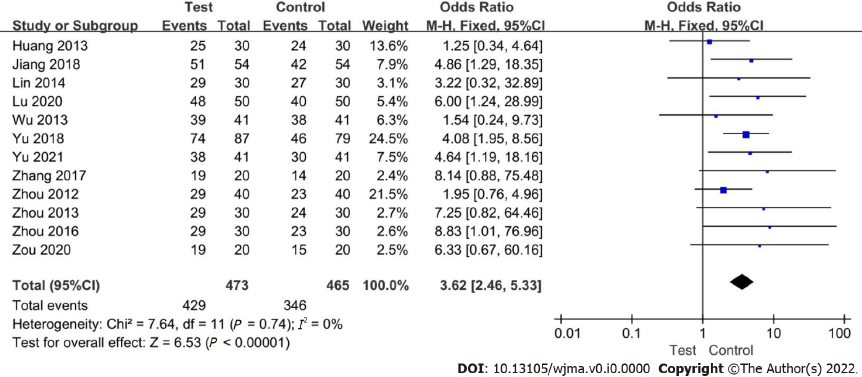 Test Control Odds Ratio Odds Ratio
Study or Subgroup Events Total Events Total Weight M-H, Fixed, 95%CI M-H, Fixed, 95%CI
Huang 2013 25 30 24 30 13.6% 1.25 [0.34, 4.64]
Jiang 2018 51 54 42 54 7.9% 4.86 [1.29, 18.35]
Lin 2014 29 30 27 30 3.1% 3.22 [0.32, 32.89]
Lu 2020 48 50 40 50 5.4% 6.00 [1.24, 28.99]
Wu 2013 39 41 38 41 6.3% 1.54 [0.24, 9.73]
Yu 2018 74 87 46 79 24.5% 4.08 [1.95, 8.56]
Yu 2021 38 41 30 41 7.5% 4.64 [1.19, 18.16]
Zhang 2017 19 20 14 20 2.4% 8.14 [0.88, 75.48]
Zhou 2012 29 40 23 40 21.5% 1.95 [0.76, 4.96]
Zhou 2013 29 30 24 30 2.6% 7.25 [0.82, 64.46]
Zhou 2016 29 30 23 30 2.6% 8.83 [1.01, 76.96]
Zou 2020 19 20 15 20 2.5% 6.33 [0.67, 60.16]
Total (95%CI) 473 465 100.0% 3.62 [2.46, 5.33]
Total events 429 346
Heterogeneity: Chi² = 7.64, df = 11 (P = 0.74); I² = 0%
Test for overall effect: Z = 6.53 (P < 0.00001)
0.01 0.1 1 10 100
Test Control
DOI: 10.13105/wjma.v0.i0.0000 Copyright ©The Author(s) 2022.